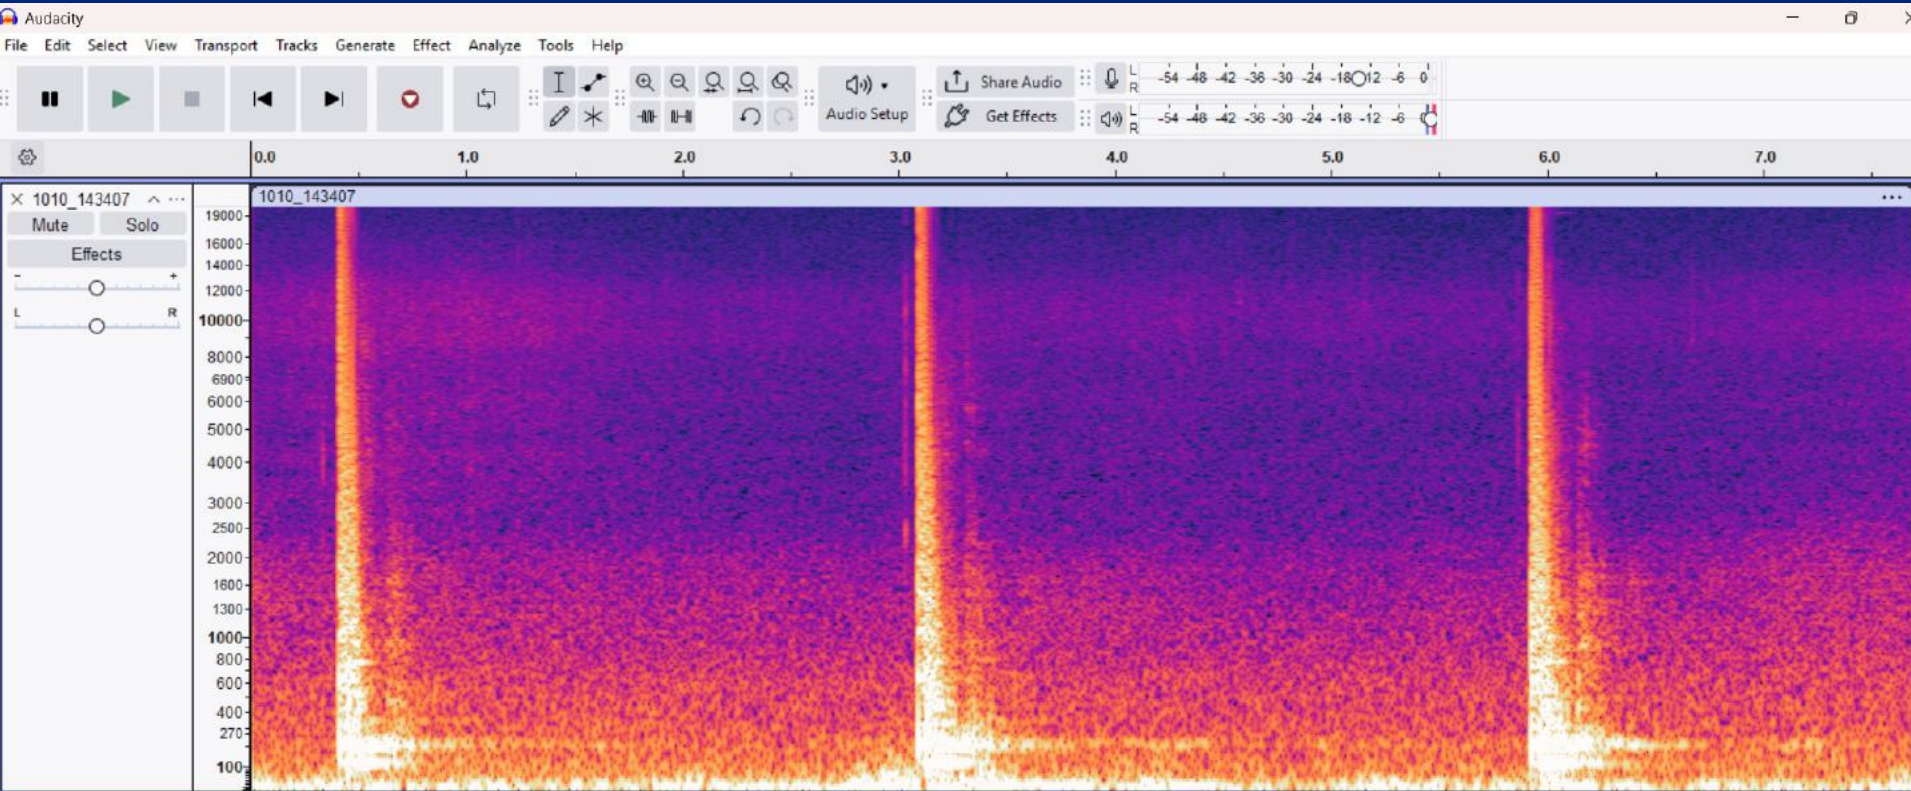 Audacity
File Edit Select View Transport Tracks Generate Effect Analyze Tools Help
Share Audio
L
R
-54 -48 -42 -36 -30 -24 -18 -12 -6 0
Audio Setup
Get Effects
L
R
-54 -48 -42 -36 -30 -24 -18 -12 -6
0.0 1.0 2.0 3.0 4.0 5.0 6.0 7.0
1010_143407
Mute Solo
Effects
- +
L R
1010_143407
19000
16000
14000
12000
10000
8000
6900
6000
5000
4000
3000
2500
2000
1600
1300
1000
800
600
400
270
100